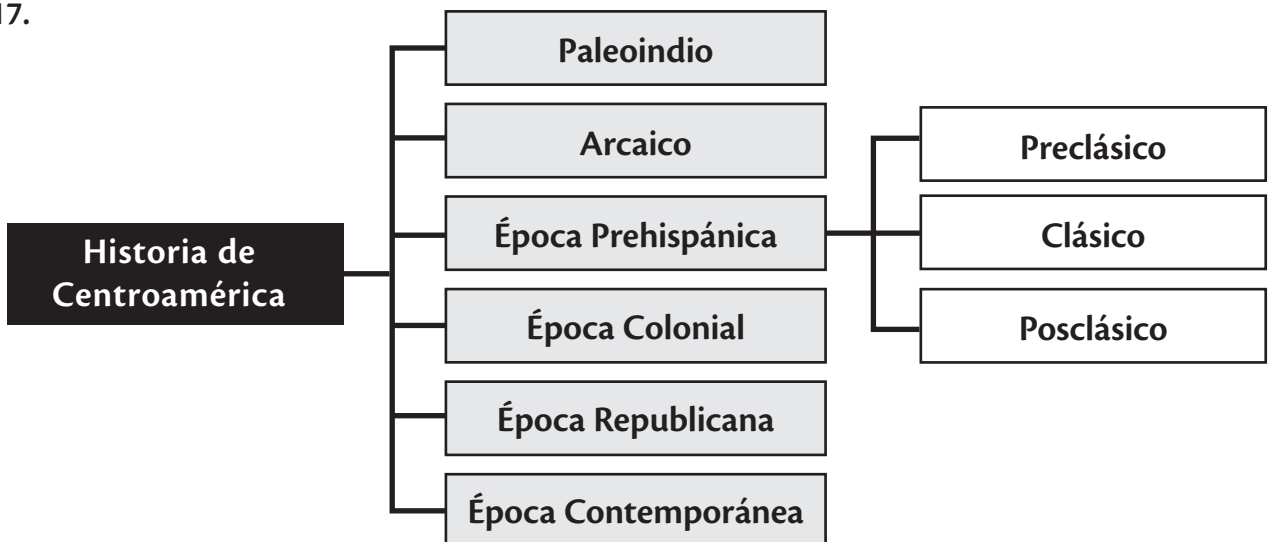 17.
Historia de
Centroamérica
Paleoindio
Arcaico
Época Prehispánica
Época Colonial
Época Republicana
Época Contemporánea
Preclásico
Clásico
Posclásico